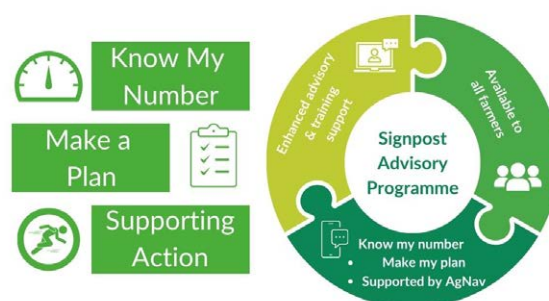 Know My
Number
Make a
Plan
Supporting
Action
Enhanced advisory
& training
support
Available to
all farmers
Signpost
Advisory
Programme
Know my number
• Make my plan
• Supported by AgNav